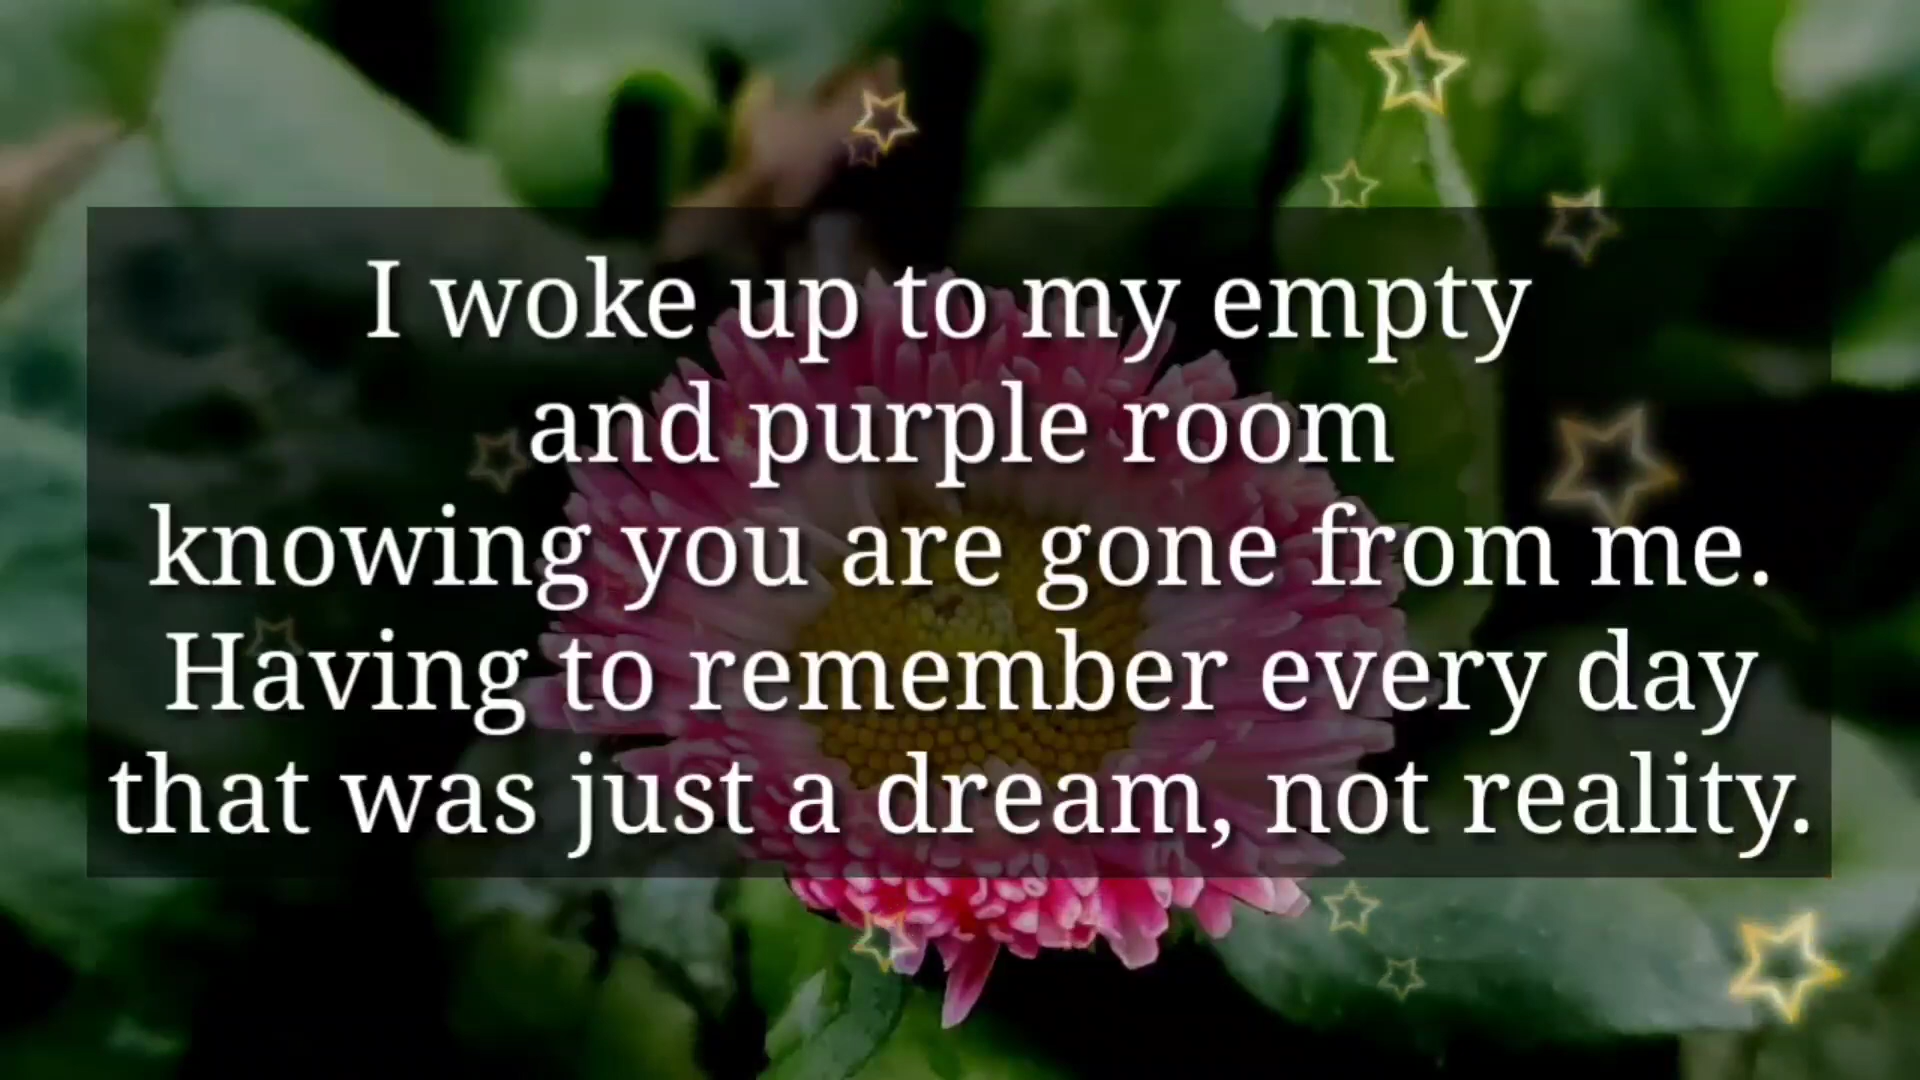 I woke up to my empty
and purple room
knowing you are gone from me.
Having to remember every day
that was just a dream, not reality.